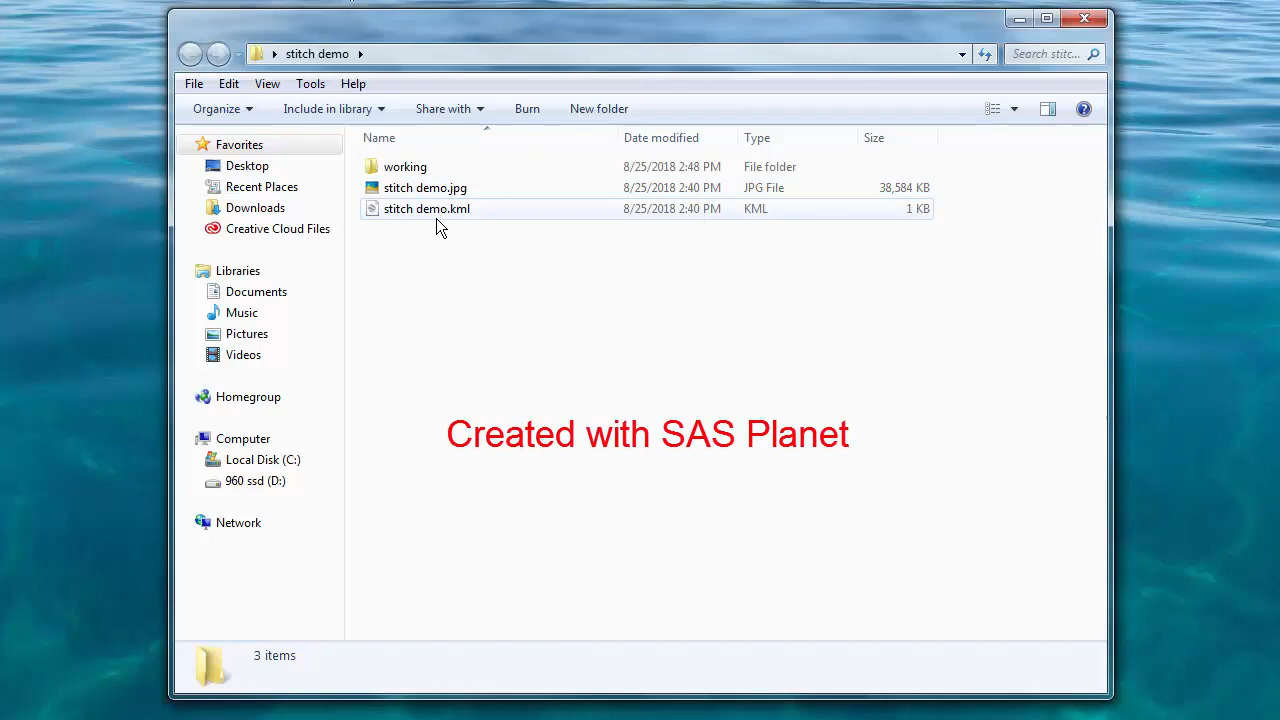 stitch demo
Search stitc...
File Edit View Tools Help
Organize Include in library Share with Burn New folder
Name Date modified Type Size
Favorites
Desktop
Recent Places
Downloads
Creative Cloud Files
Libraries
Documents
Music
Pictures
Videos
Homegroup
Computer
Local Disk (C:)
960 ssd (D:)
Network
working 8/25/2018 2:48 PM File folder
stitch demo.jpg 8/25/2018 2:40 PM JPG File 38,584 KB
stitch demo.kml 8/25/2018 2:40 PM KML 1 KB
Created with SAS Planet
3 items